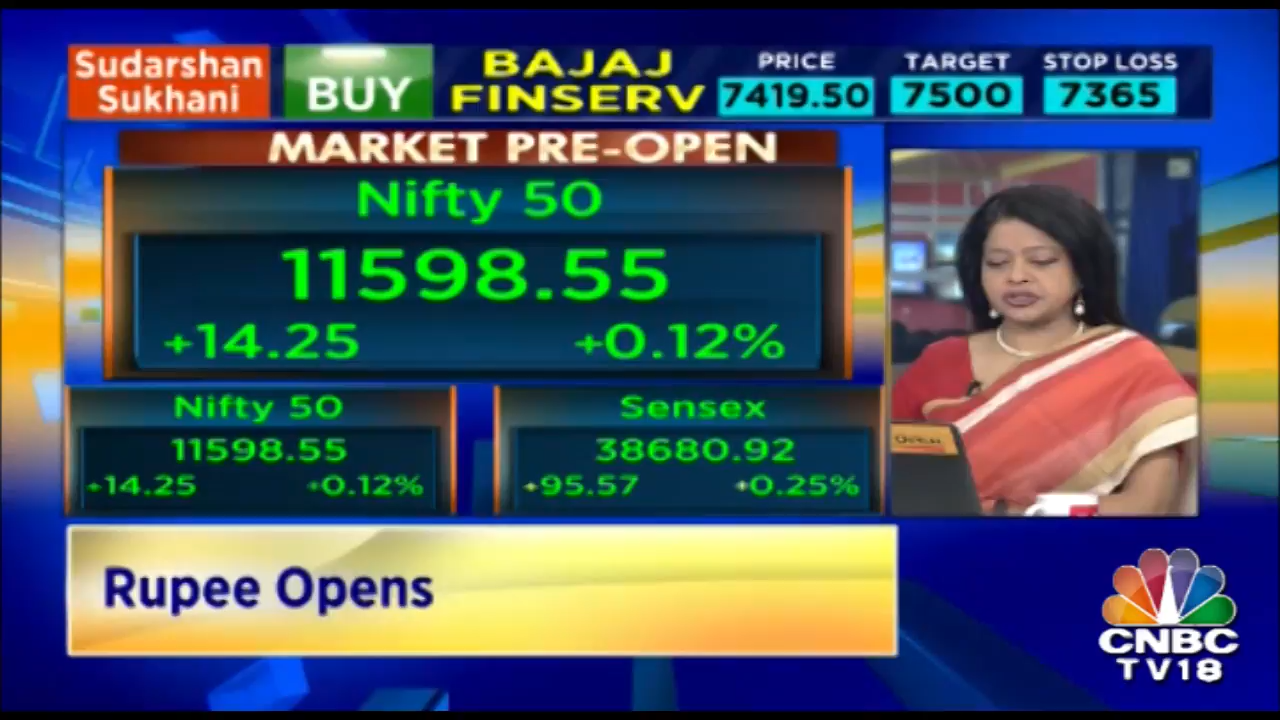 Sudarshan
Sukhani
BUY
BAJAJ
FINSERV
PRICE
7419.50
TARGET
7500
STOP LOSS
7365
MARKET PRE-OPEN
Nifty 50
11598.55
+14.25 +0.12%
Nifty 50
11598.55
+14.25 +0.12%
Sensex
38680.92
+95.57 +0.25%
Rupee Opens
CNBC
TV18